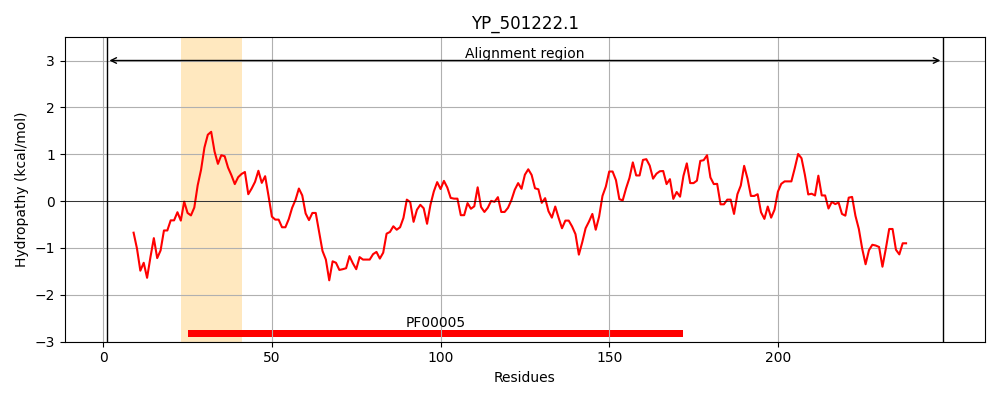 YP_501222.1
Alignment region
Hydropathy (kcal/mol)
3
2
1
0
−1
−2
−3
PF00005
0 50 100 150 200
Residues